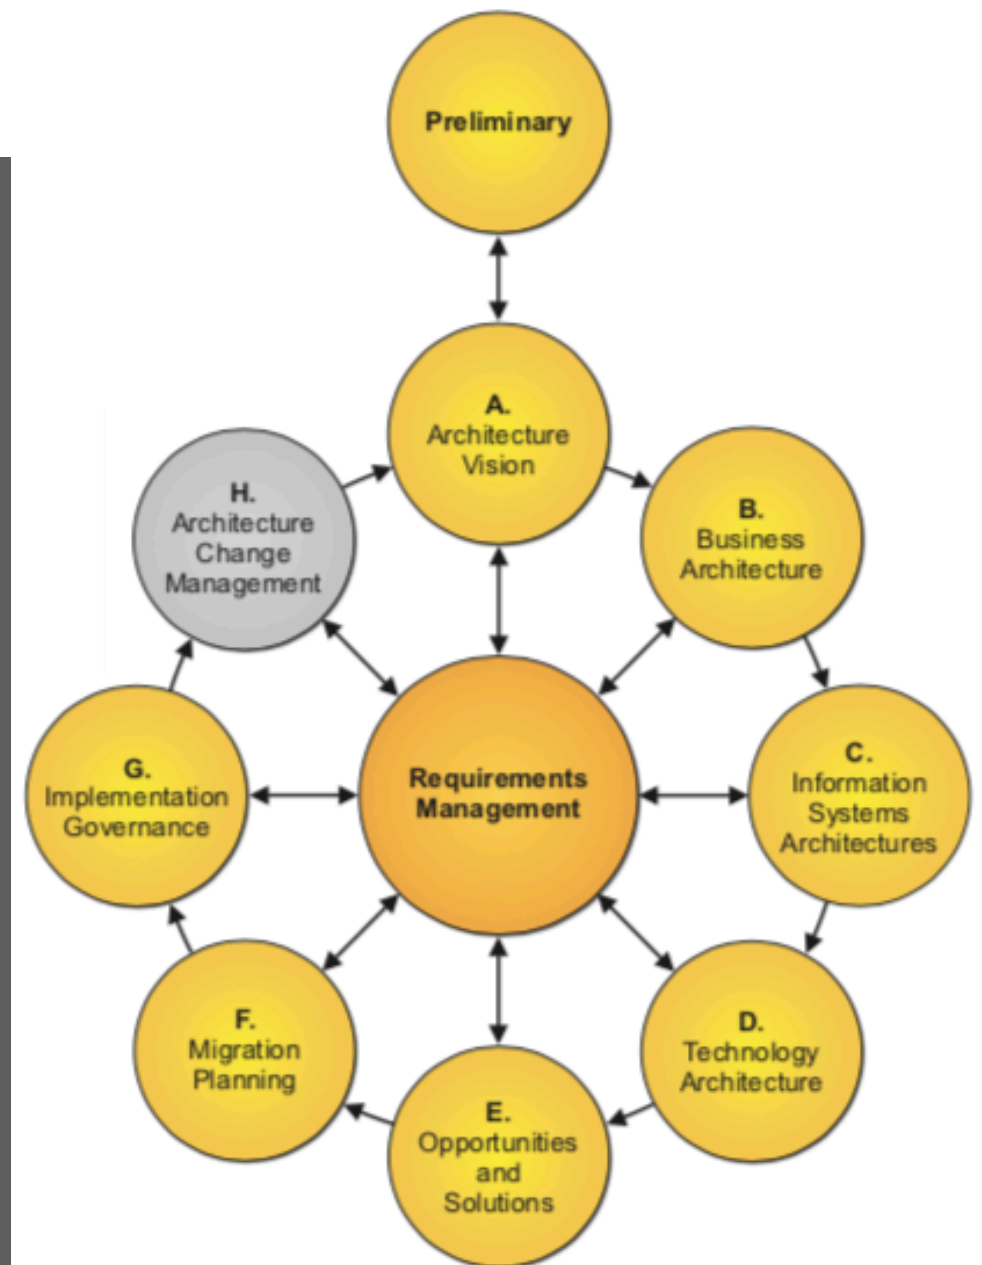 Preliminary
A.
Architecture
Vision
H.
Architecture
Change
Management
B.
Business
Architecture
G.
Implementation
Governance
Requirements
Management
C.
Information
Systems
Architectures
F.
Migration
Planning
D.
Technology
Architecture
E.
Opportunities
and
Solutions